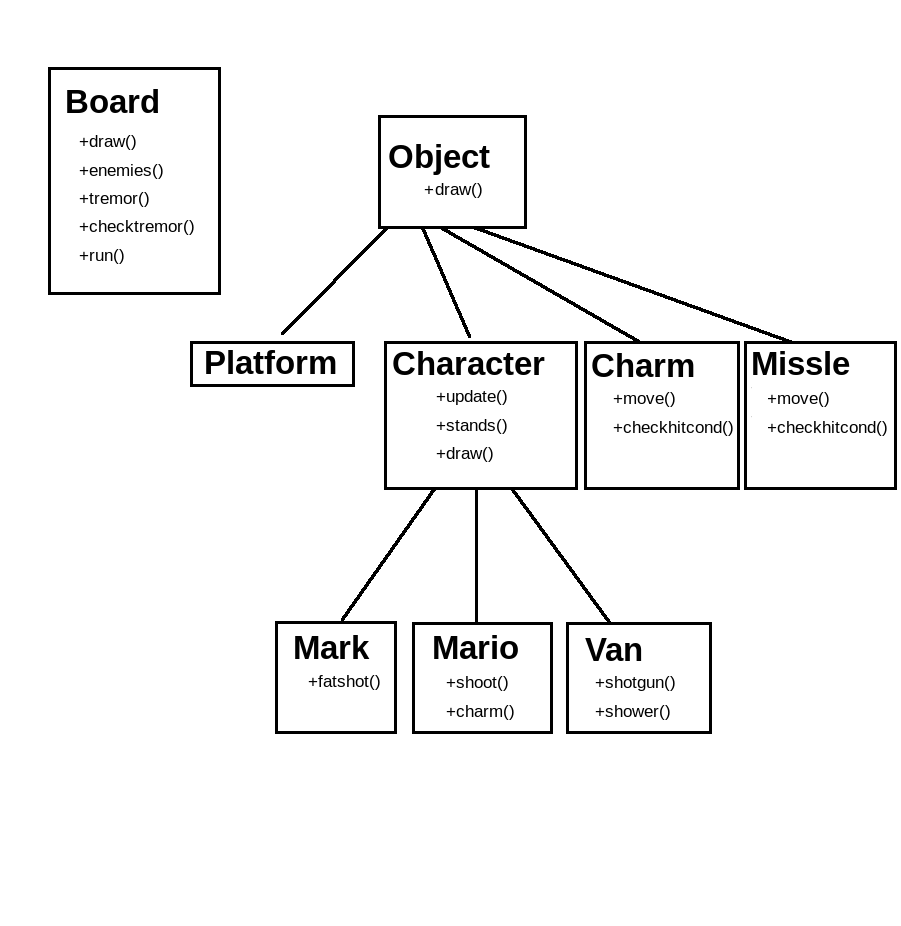 Board
+draw()
+enemies()
+tremor()
+checktremor()
+run()
Object
+draw()
Platform
Character
+update()
+stands()
+draw()
Charm
+move()
+checkhitcond()
Missle
+move()
+checkhitcond()
Mark
+fatshot()
Mario
+shoot()
+charm()
Van
+shotgun()
+shower()